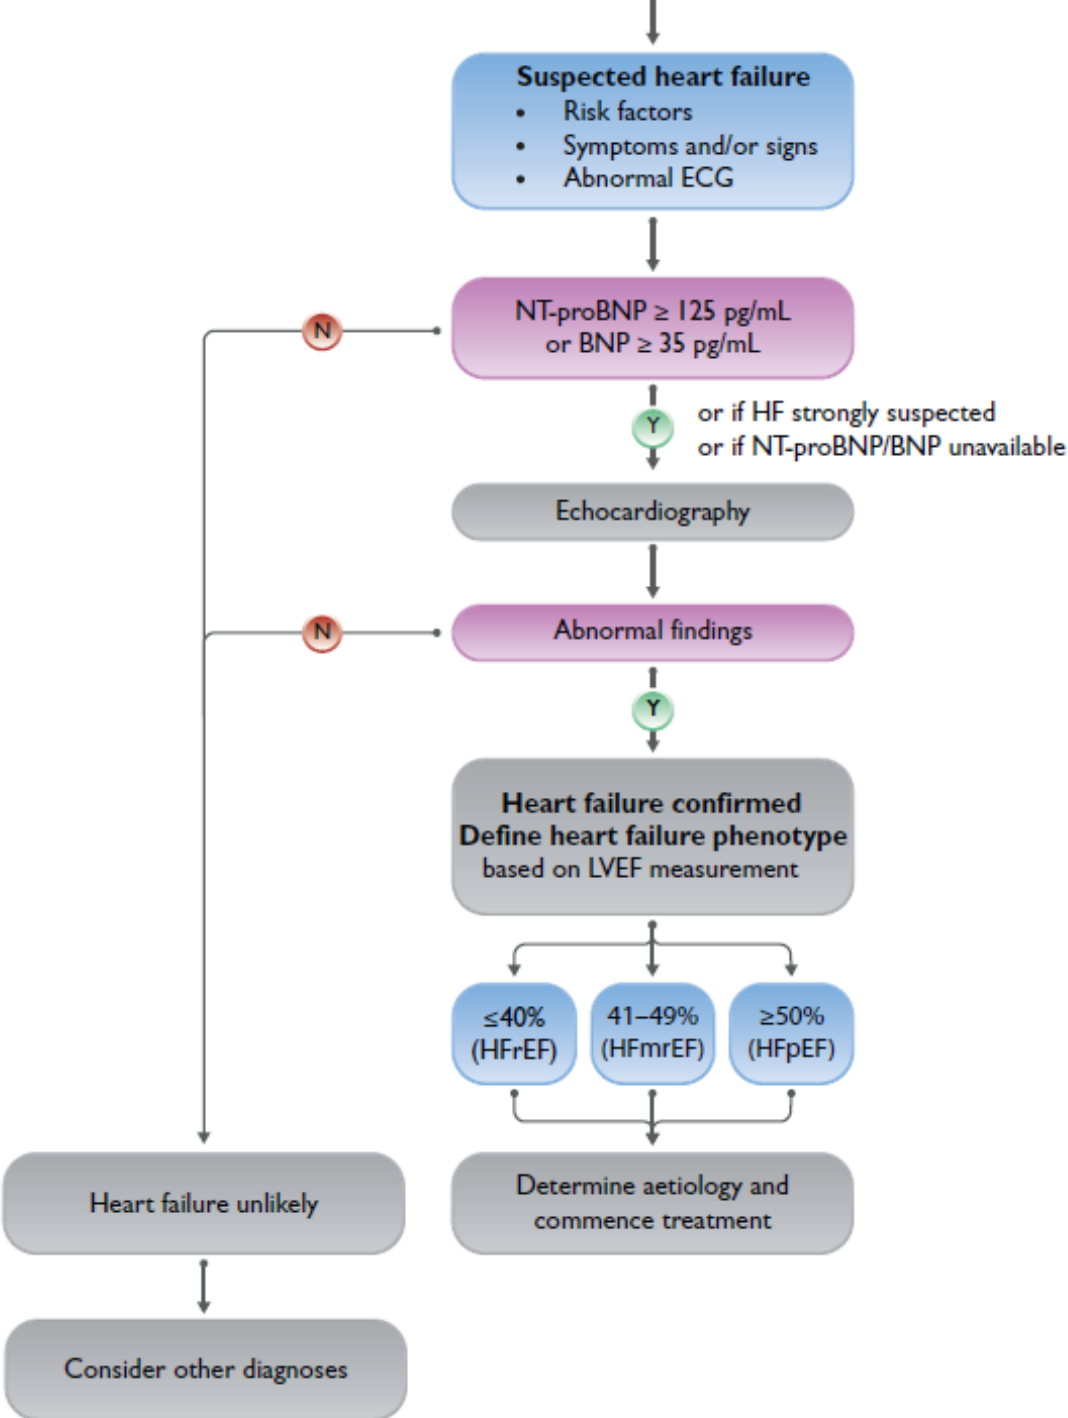 Suspected heart failure
• Risk factors
• Symptoms and/or signs
• Abnormal ECG
N
NT-proBNP ≥ 125 pg/mL
or BNP ≥ 35 pg/mL
Y
or if HF strongly suspected
or if NT-proBNP/BNP unavailable
Echocardiography
N
Abnormal findings
Y
Heart failure confirmed
Define heart failure phenotype
based on LVEF measurement
≤40%
(HFrEF)
41–49%
(HFmrEF)
≥50%
(HFpEF)
Heart failure unlikely
Determine aetiology and
commence treatment
Consider other diagnoses